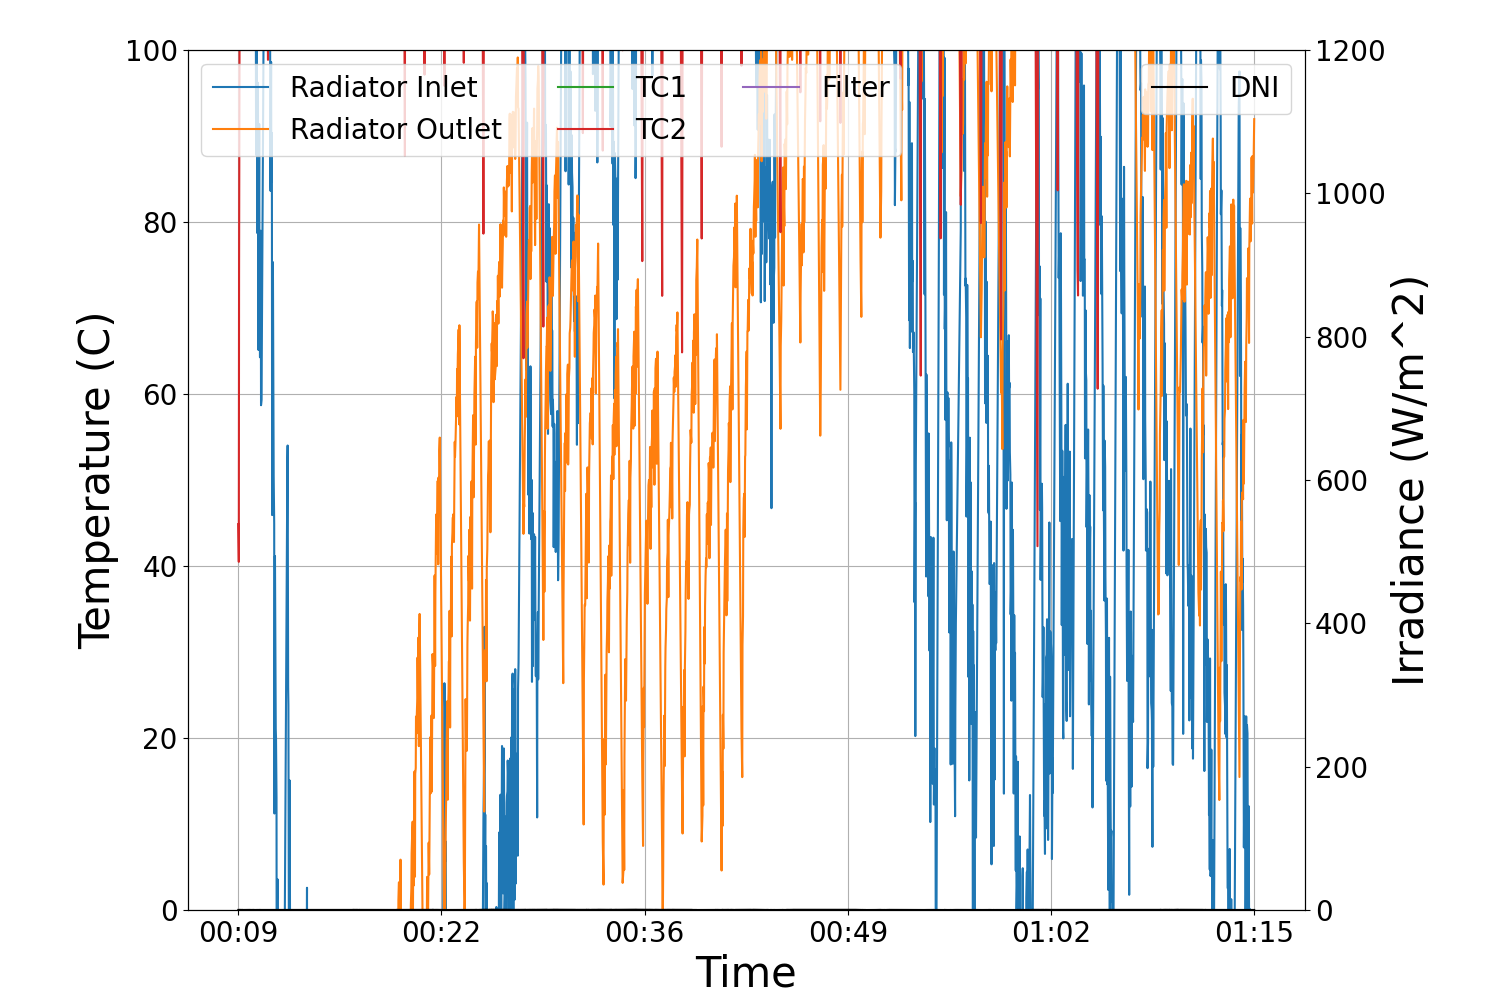 100
80
60
40
20
0
Temperature (C)
Radiator Inlet
Radiator Outlet
TC1
TC2
Filter
DNI
1200
1000
800
600
400
200
0
Irradiance (W/m^2)
00:09
00:22
00:36
00:49
01:02
01:15
Time